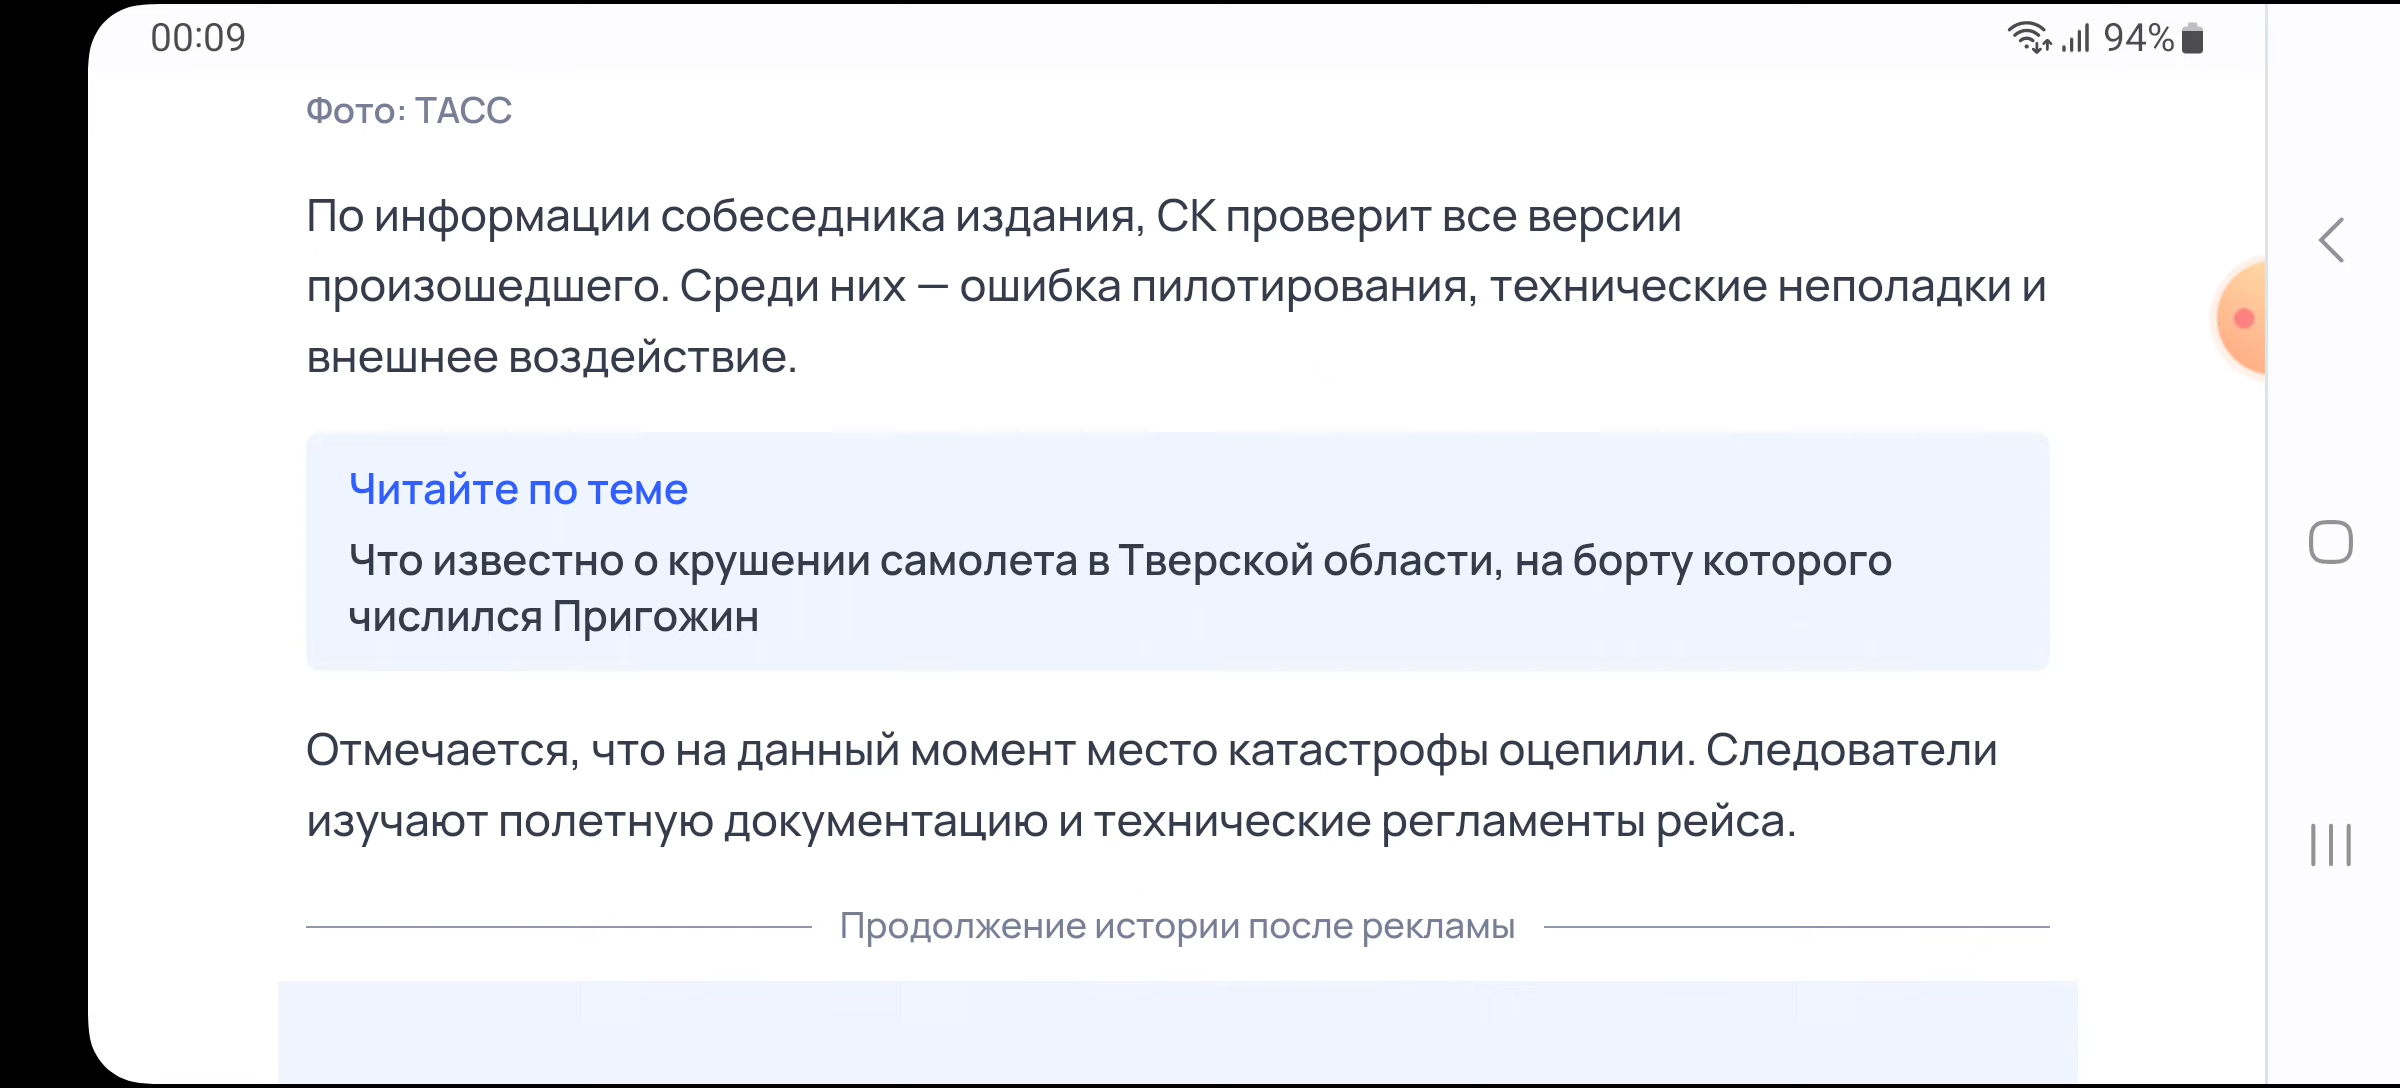 00:09
94%
Фото: ТАСС
По информации собеседника издания, СК проверит все версии
произошедшего. Среди них — ошибка пилотирования, технические неполадки и
внешнее воздействие.
Читайте по теме
Что известно о крушении самолета в Тверской области, на борту которого
числился Пригожин
Отмечается, что на данный момент место катастрофы оцепили. Следователи
изучают полетную документацию и технические регламенты рейса.
Продолжение истории после рекламы